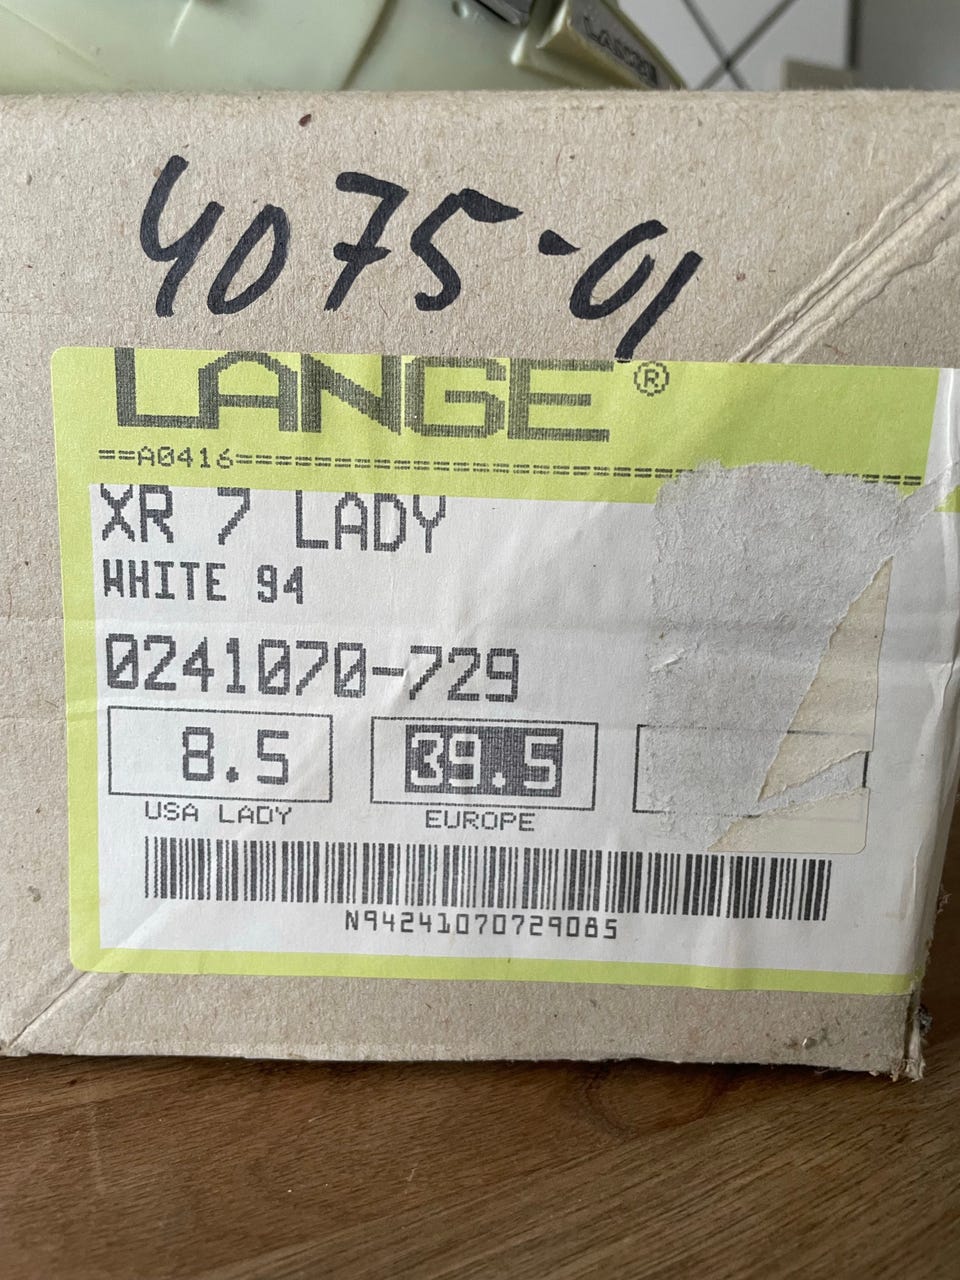 LANGE
4075-01
LANGE®
==A0416==========================================
XR 7 LADY
WHITE 94
0241070-729
8.5 39.5
USA LADY EUROPE
N94241070729085